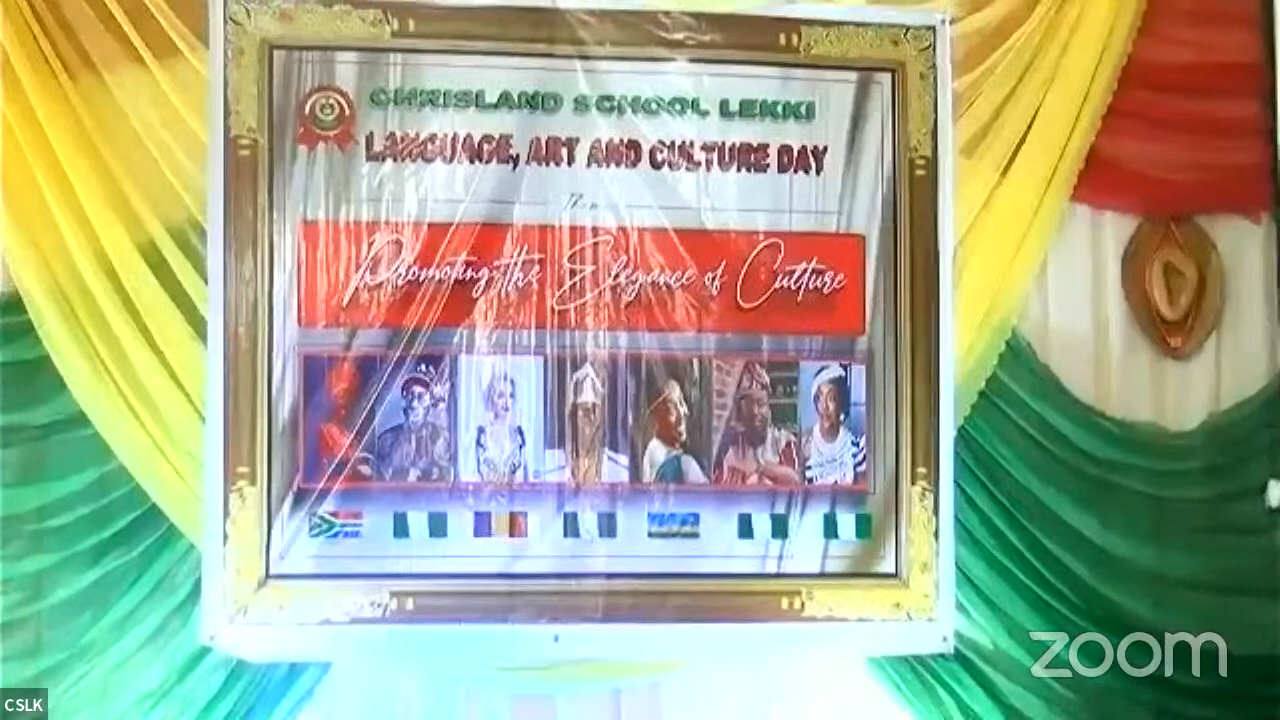 CHRISLAND SCHOOL LEKKI
LANGUAGE, ART AND CULTURE DAY
Promoting the Elegance of Culture
zoom
CSLK